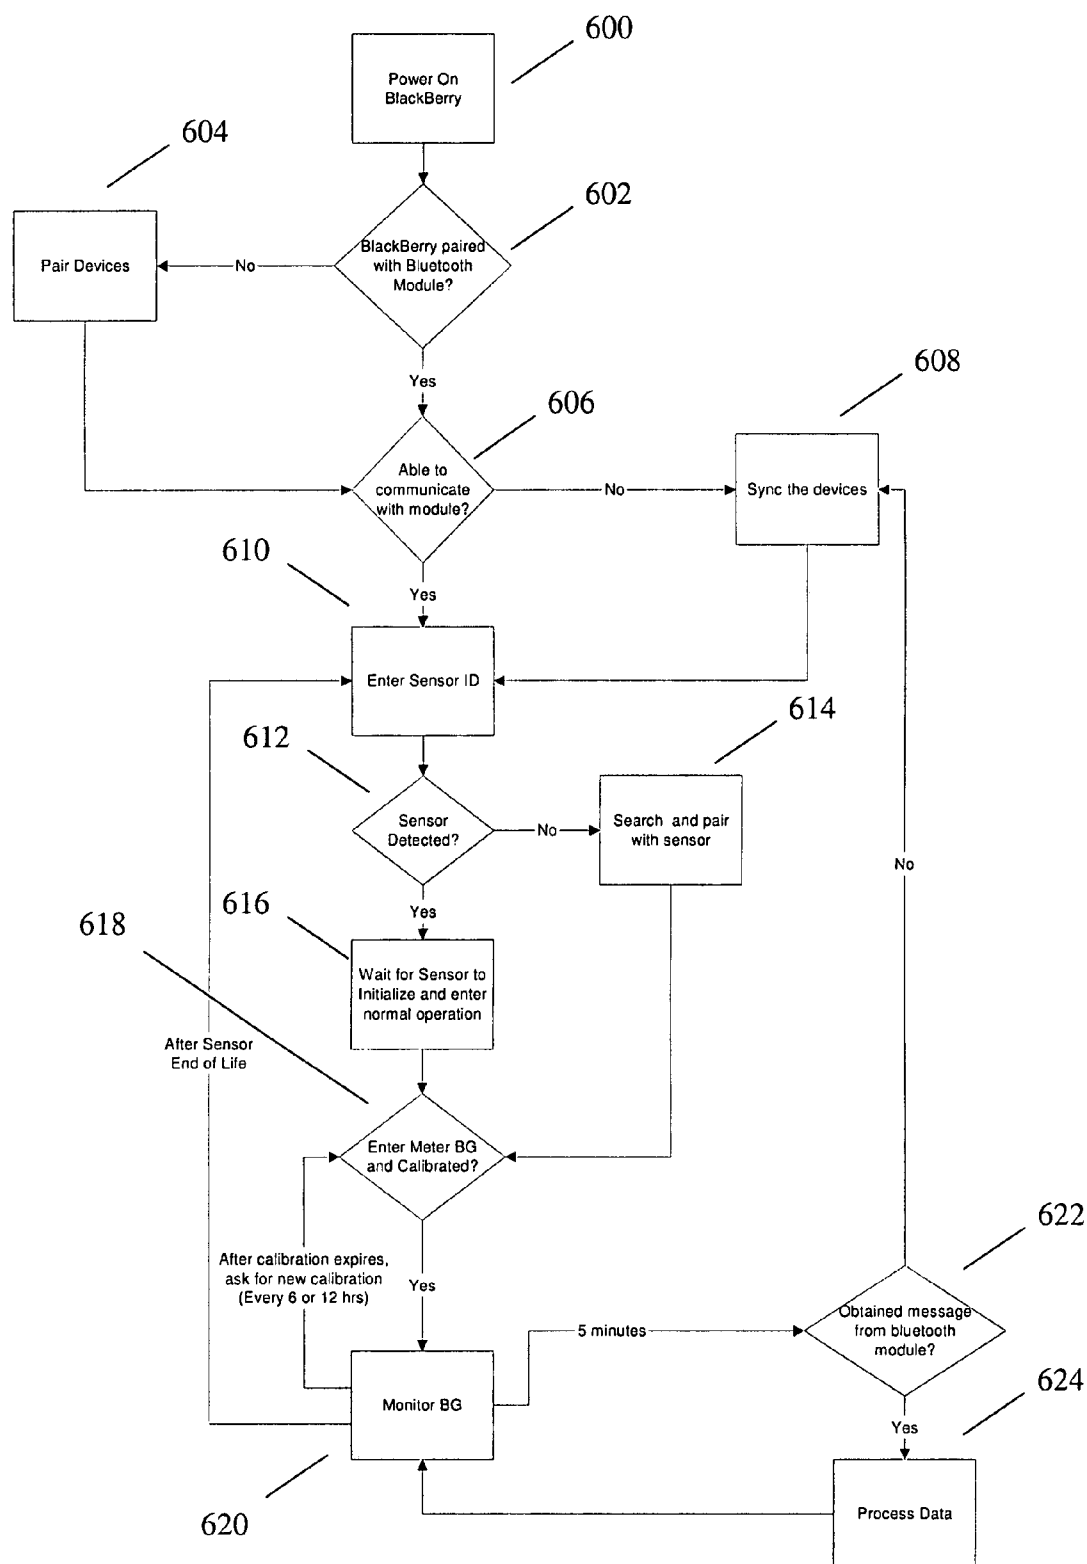 600
Power On
BlackBerry
604
602
BlackBerry paired
with Bluetooth
Module?
No
Pair Devices
Yes
608
606
Able to
communicate
with module?
No
Sync the devices
610
Yes
Enter Sensor ID
614
612
Sensor
Detected?
No
Search and pair
with sensor
No
Yes
616
618
Wait for Sensor to
Initialize and enter
normal operation
After Sensor
End of Life
Enter Meter BG
and Calibrated?
622
After calibration expires,
ask for new calibration
(Every 6 or 12 hrs)
Yes
5 minutes
Obtained message
from bluetooth
module?
624
Monitor BG
Yes
620
Process Data